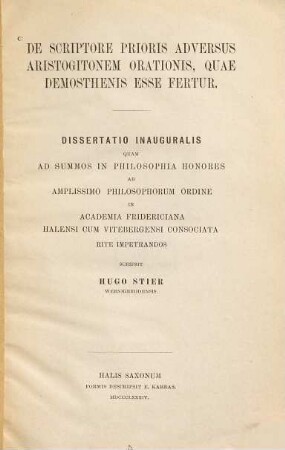 DE SCRIPTORE PRIORIS ADVERSUS
ARISTOGITONEM ORATIONIS, QUAE
DEMOSTHENIS ESSE FERTUR.
DISSERTATIO INAUGURALIS
QUAM
AD SUMMOS IN PHILOSOPHIA HONORES
AB
AMPLISSIMO PHILOSOPHORUM ORDINE
IN
ACADEMIA FRIDERICIANA
HALENSI CUM VITEBERGENSI CONSOCIATA
RITE IMPETRANDOS
SCRIPSIT
HUGO STIER
WERNIGERODENSIS.
HALIS SAXONUM
FORMIS DESCRIPSIT E. KARRAS.
MDCCCLXXXIV.